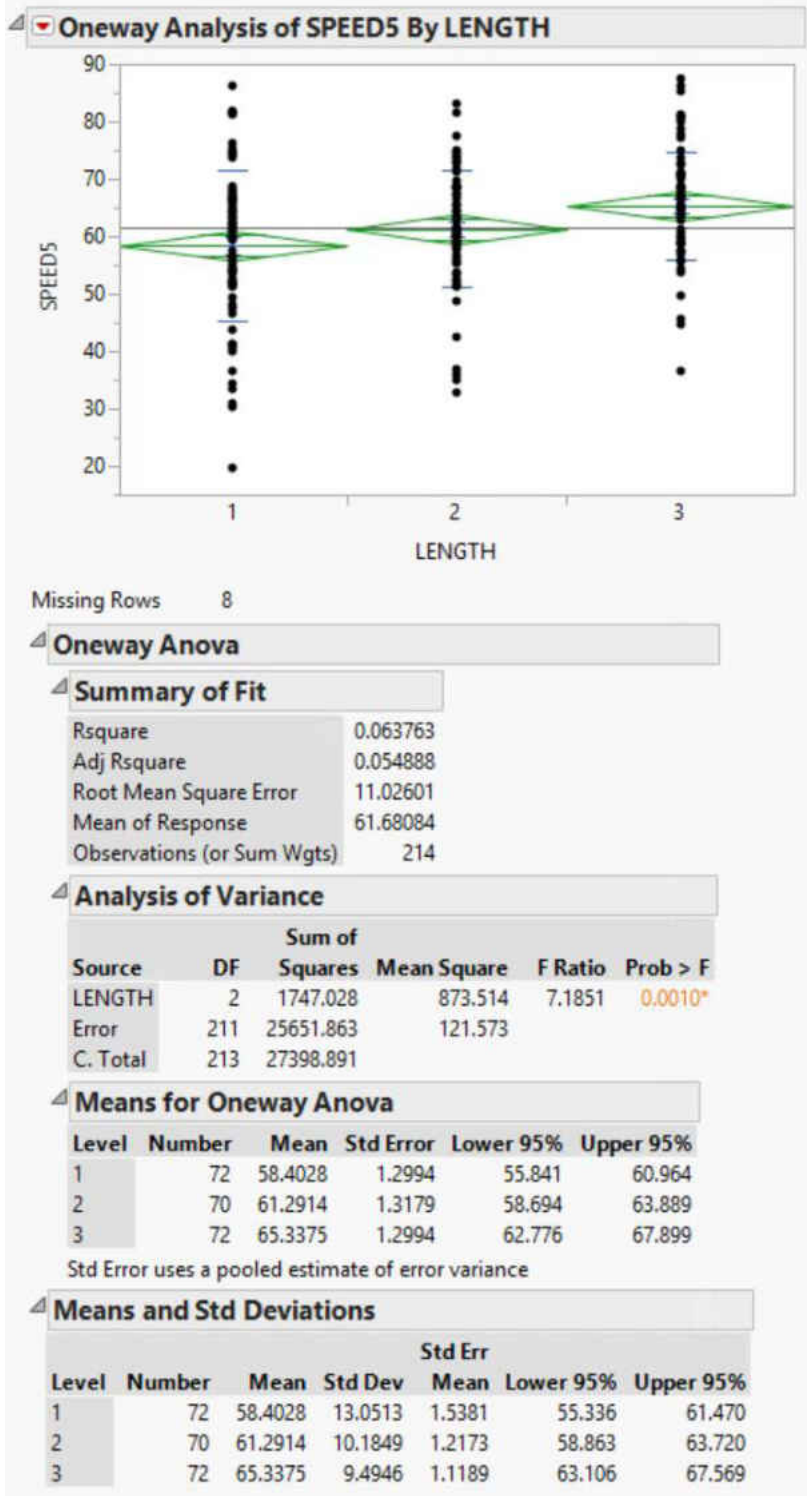 Oneway Analysis of SPEED5 By LENGTH
90
80
70
60
50
40
30
20
SPEED5
1 2 3
LENGTH
Missing Rows 8
Oneway Anova
Summary of Fit
Rsquare 0.063763
Adj Rsquare 0.054888
Root Mean Square Error 11.02601
Mean of Response 61.68084
Observations (or Sum Wgts) 214
Analysis of Variance
Sum of
Source DF Squares Mean Square F Ratio Prob > F
LENGTH 2 1747.028 873.514 7.1851 0.0010*
Error 211 25651.863 121.573
C. Total 213 27398.891
Means for Oneway Anova
Level Number Mean Std Error Lower 95% Upper 95%
1 72 58.4028 1.2994 55.841 60.964
2 70 61.2914 1.3179 58.694 63.889
3 72 65.3375 1.2994 62.776 67.899
Std Error uses a pooled estimate of error variance
Means and Std Deviations
Std Err
Level Number Mean Std Dev Mean Lower 95% Upper 95%
1 72 58.4028 13.0513 1.5381 55.336 61.470
2 70 61.2914 10.1849 1.2173 58.863 63.720
3 72 65.3375 9.4946 1.1189 63.106 67.569